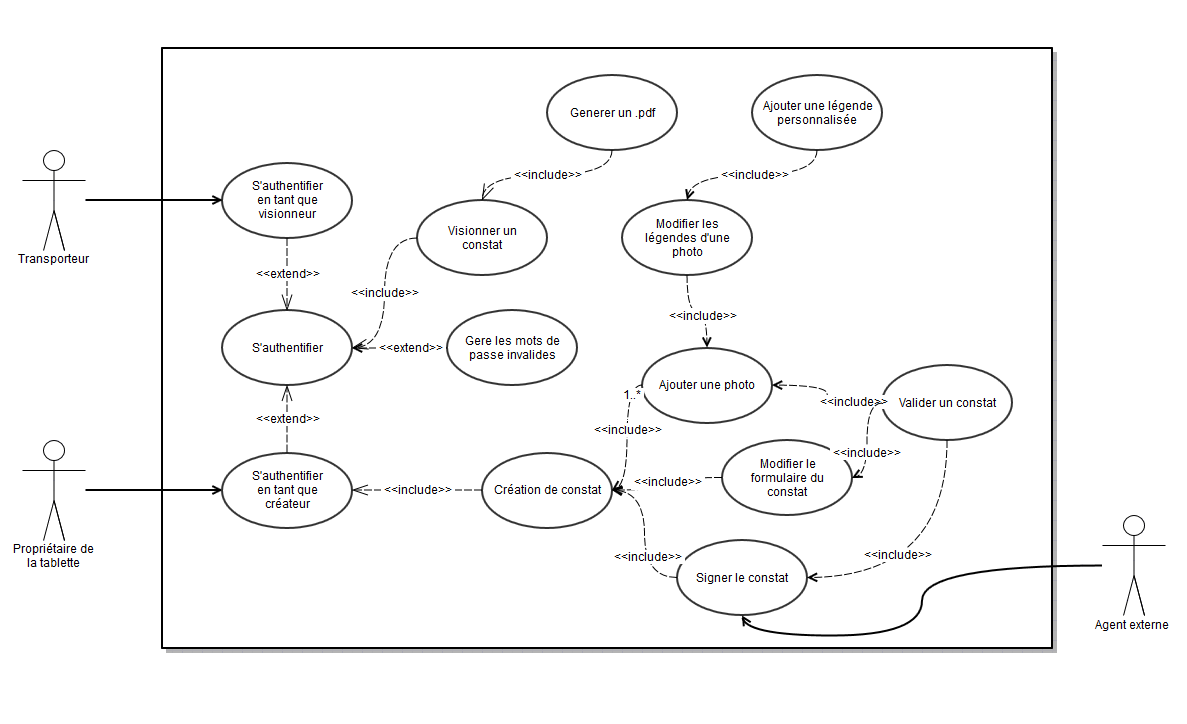 Generer un .pdf
Ajouter une légende
personnalisée
<<include>>
<<include>>
S'authentifier
en tant que
visionneur
Transporteur
Visionner un
constat
Modifier les
légendes d'une
photo
<<extend>>
<<include>>
<<include>>
S'authentifier
<<extend>>
Gere les mots de
passe invalides
Ajouter une photo
1..*
<<include>>
Valider un constat
<<extend>>
<<include>>
<<include>>
S'authentifier
en tant que
créateur
<<include>>
Création de constat
<<include>>
Modifier le
formulaire du
constat
Propriétaire de
la tablette
<<include>>
<<include>>
Signer le constat
Agent externe